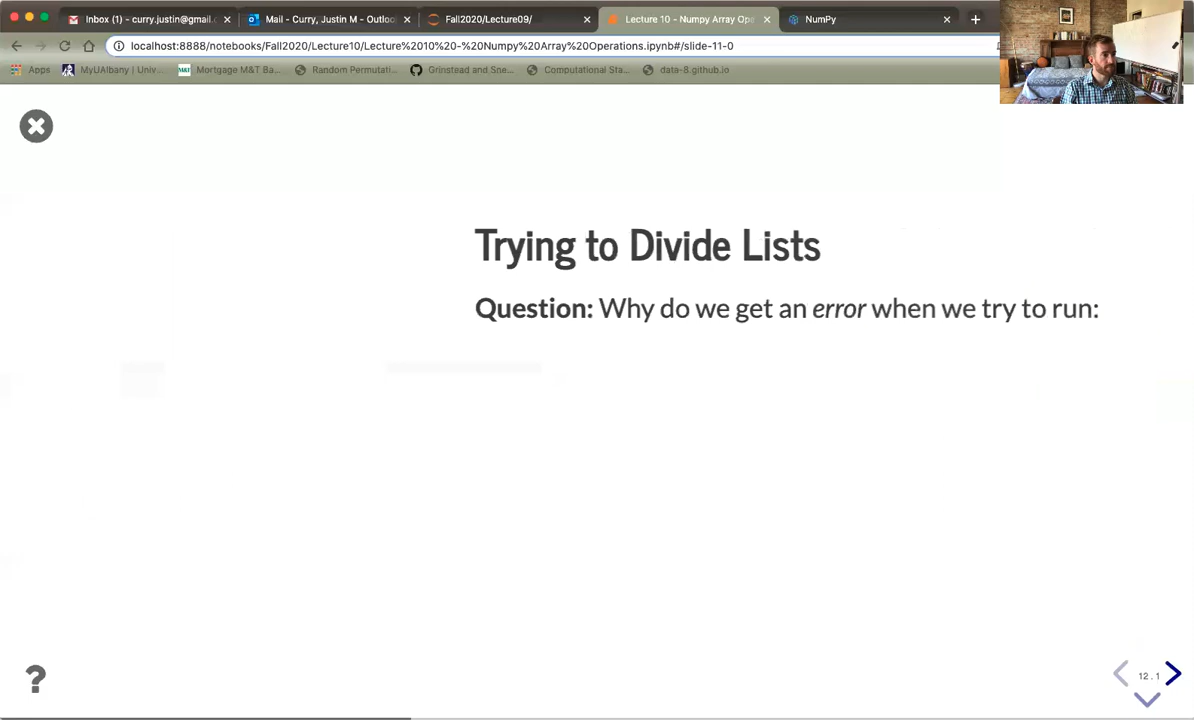 Inbox (1) - curry.justin@gmail.
Mail - Curry, Justin M - Outloo
Fall2020/Lecture09/
Lecture 10 - Numpy Array Ope
NumPy
localhost:8888/notebooks/Fall2020/Lecture10/Lecture%2010%20-%20Numpy%20Array%20Operations.ipynb#/slide-11-0
Apps
MyUAlbany | Univ...
M&T
Mortgage M&T Ba...
Random Permutati...
Grinstead and Sne...
Computational Sta...
data-8.github.io
Trying to Divide Lists
Question: Why do we get an error when we try to run:
?
12 . 1